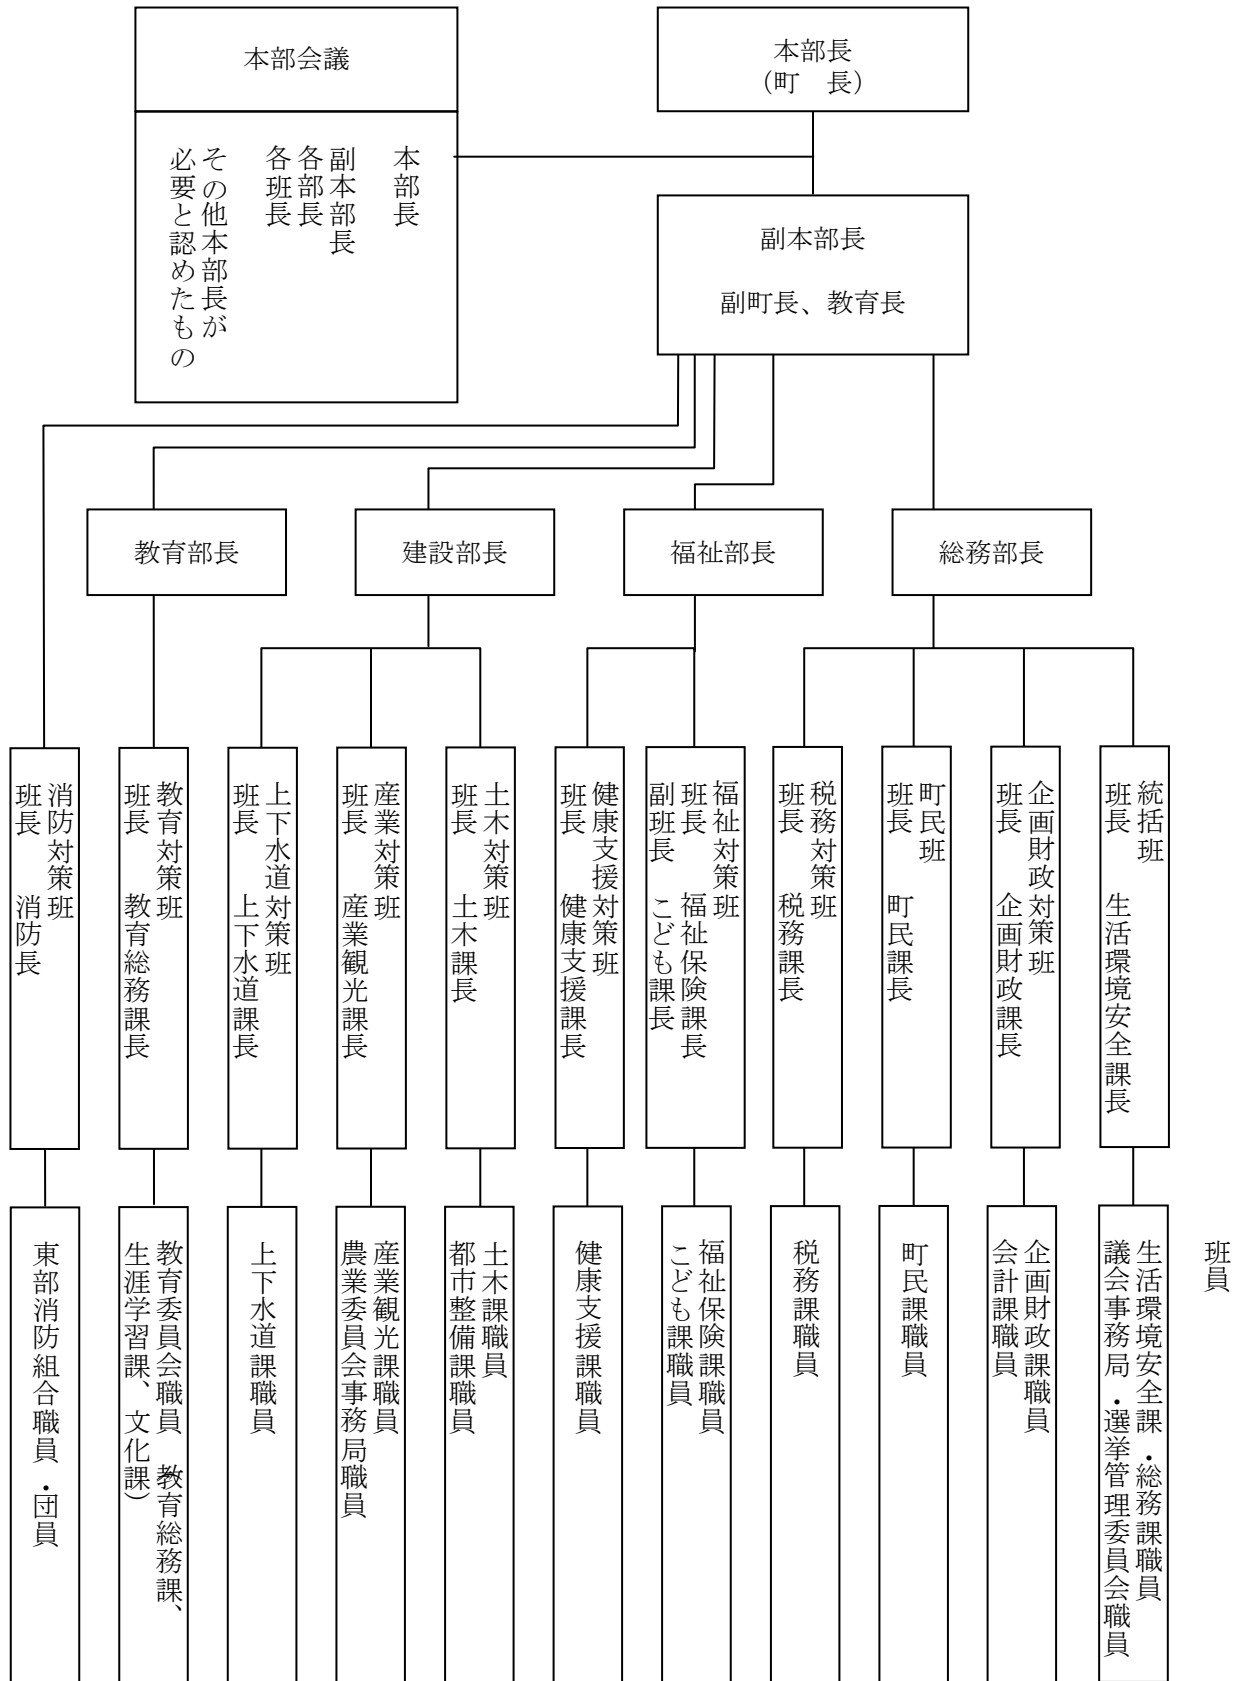 本部会議
本部長
副本部長
各部長
各班長
その他本部長が
必要と認めたもの
本部長
(町　長)
副本部長
副町長、教育長
総務部長
福祉部長
建設部長
教育部長
統括班
班長　生活環境安全課長
企画財政対策班
班長　企画財政課長
町民班
班長　町民課長
税務対策班
班長　税務課長
福祉対策班
班長　福祉保険課長
副班長　こども課長
健康支援対策班
班長　健康支援課長
土木対策班
班長　土木課長
産業対策班
班長　産業観光課長
上下水道対策班
班長　上下水道課長
教育対策班
班長　教育総務課長
消防対策班
班長　消防長
班員
生活環境安全課・総務課職員
議会事務局・選挙管理委員会職員
企画財政課職員
会計課職員
町民課職員
税務課職員
福祉保険課職員
こども課職員
健康支援課職員
土木課職員
都市整備課職員
産業観光課職員
農業委員会事務局職員
上下水道課職員
教育委員会職員（教育総務課、
生涯学習課、文化課）
東部消防組合職員・団員